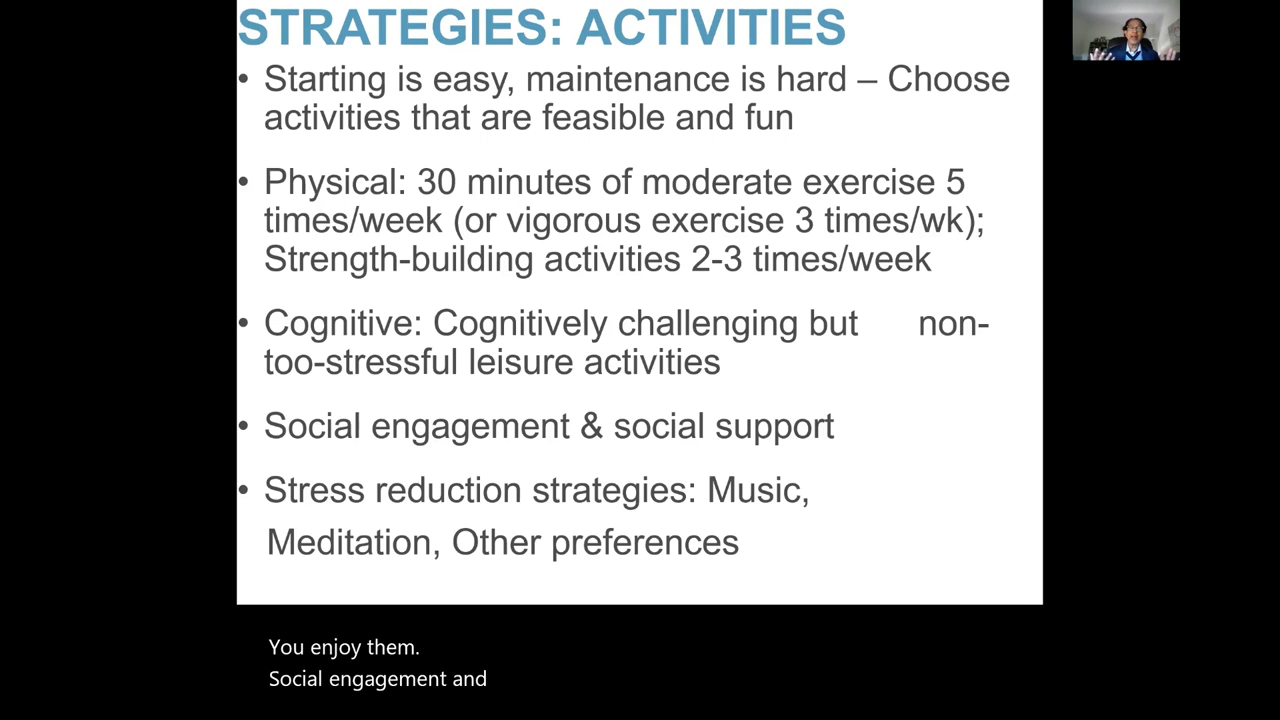 STRATEGIES: ACTIVITIES
• Starting is easy, maintenance is hard – Choose
activities that are feasible and fun
• Physical: 30 minutes of moderate exercise 5
times/week (or vigorous exercise 3 times/wk);
Strength-building activities 2-3 times/week
• Cognitive: Cognitively challenging but non-
too-stressful leisure activities
• Social engagement & social support
• Stress reduction strategies: Music,
Meditation, Other preferences
You enjoy them.
Social engagement and